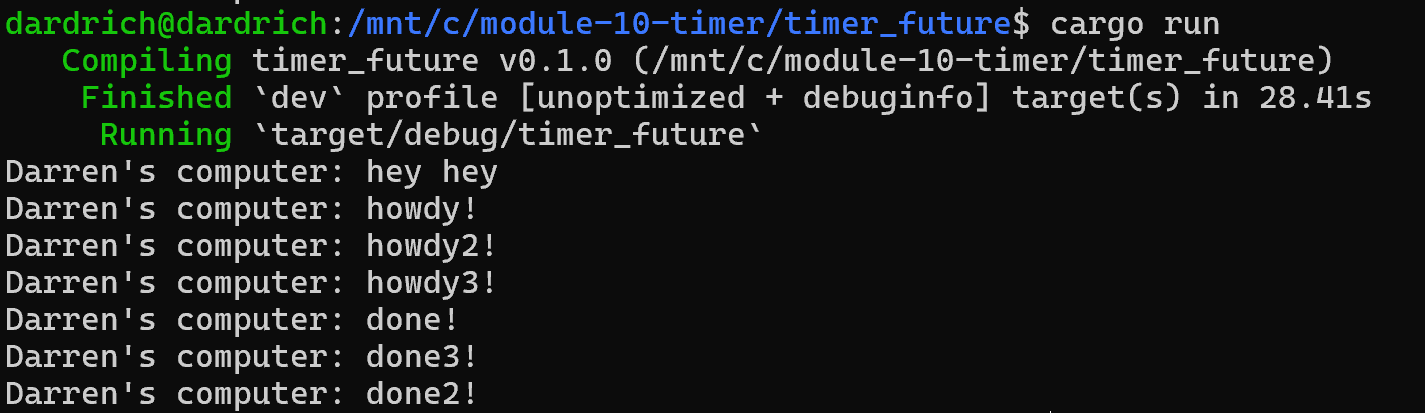 dardrich@dardrich:/mnt/c/module-10-timer/timer_future$ cargo run
   Compiling timer_future v0.1.0 (/mnt/c/module-10-timer/timer_future)
    Finished `dev` profile [unoptimized + debuginfo] target(s) in 28.41s
     Running `target/debug/timer_future`
Darren's computer: hey hey
Darren's computer: howdy!
Darren's computer: howdy2!
Darren's computer: howdy3!
Darren's computer: done!
Darren's computer: done3!
Darren's computer: done2!